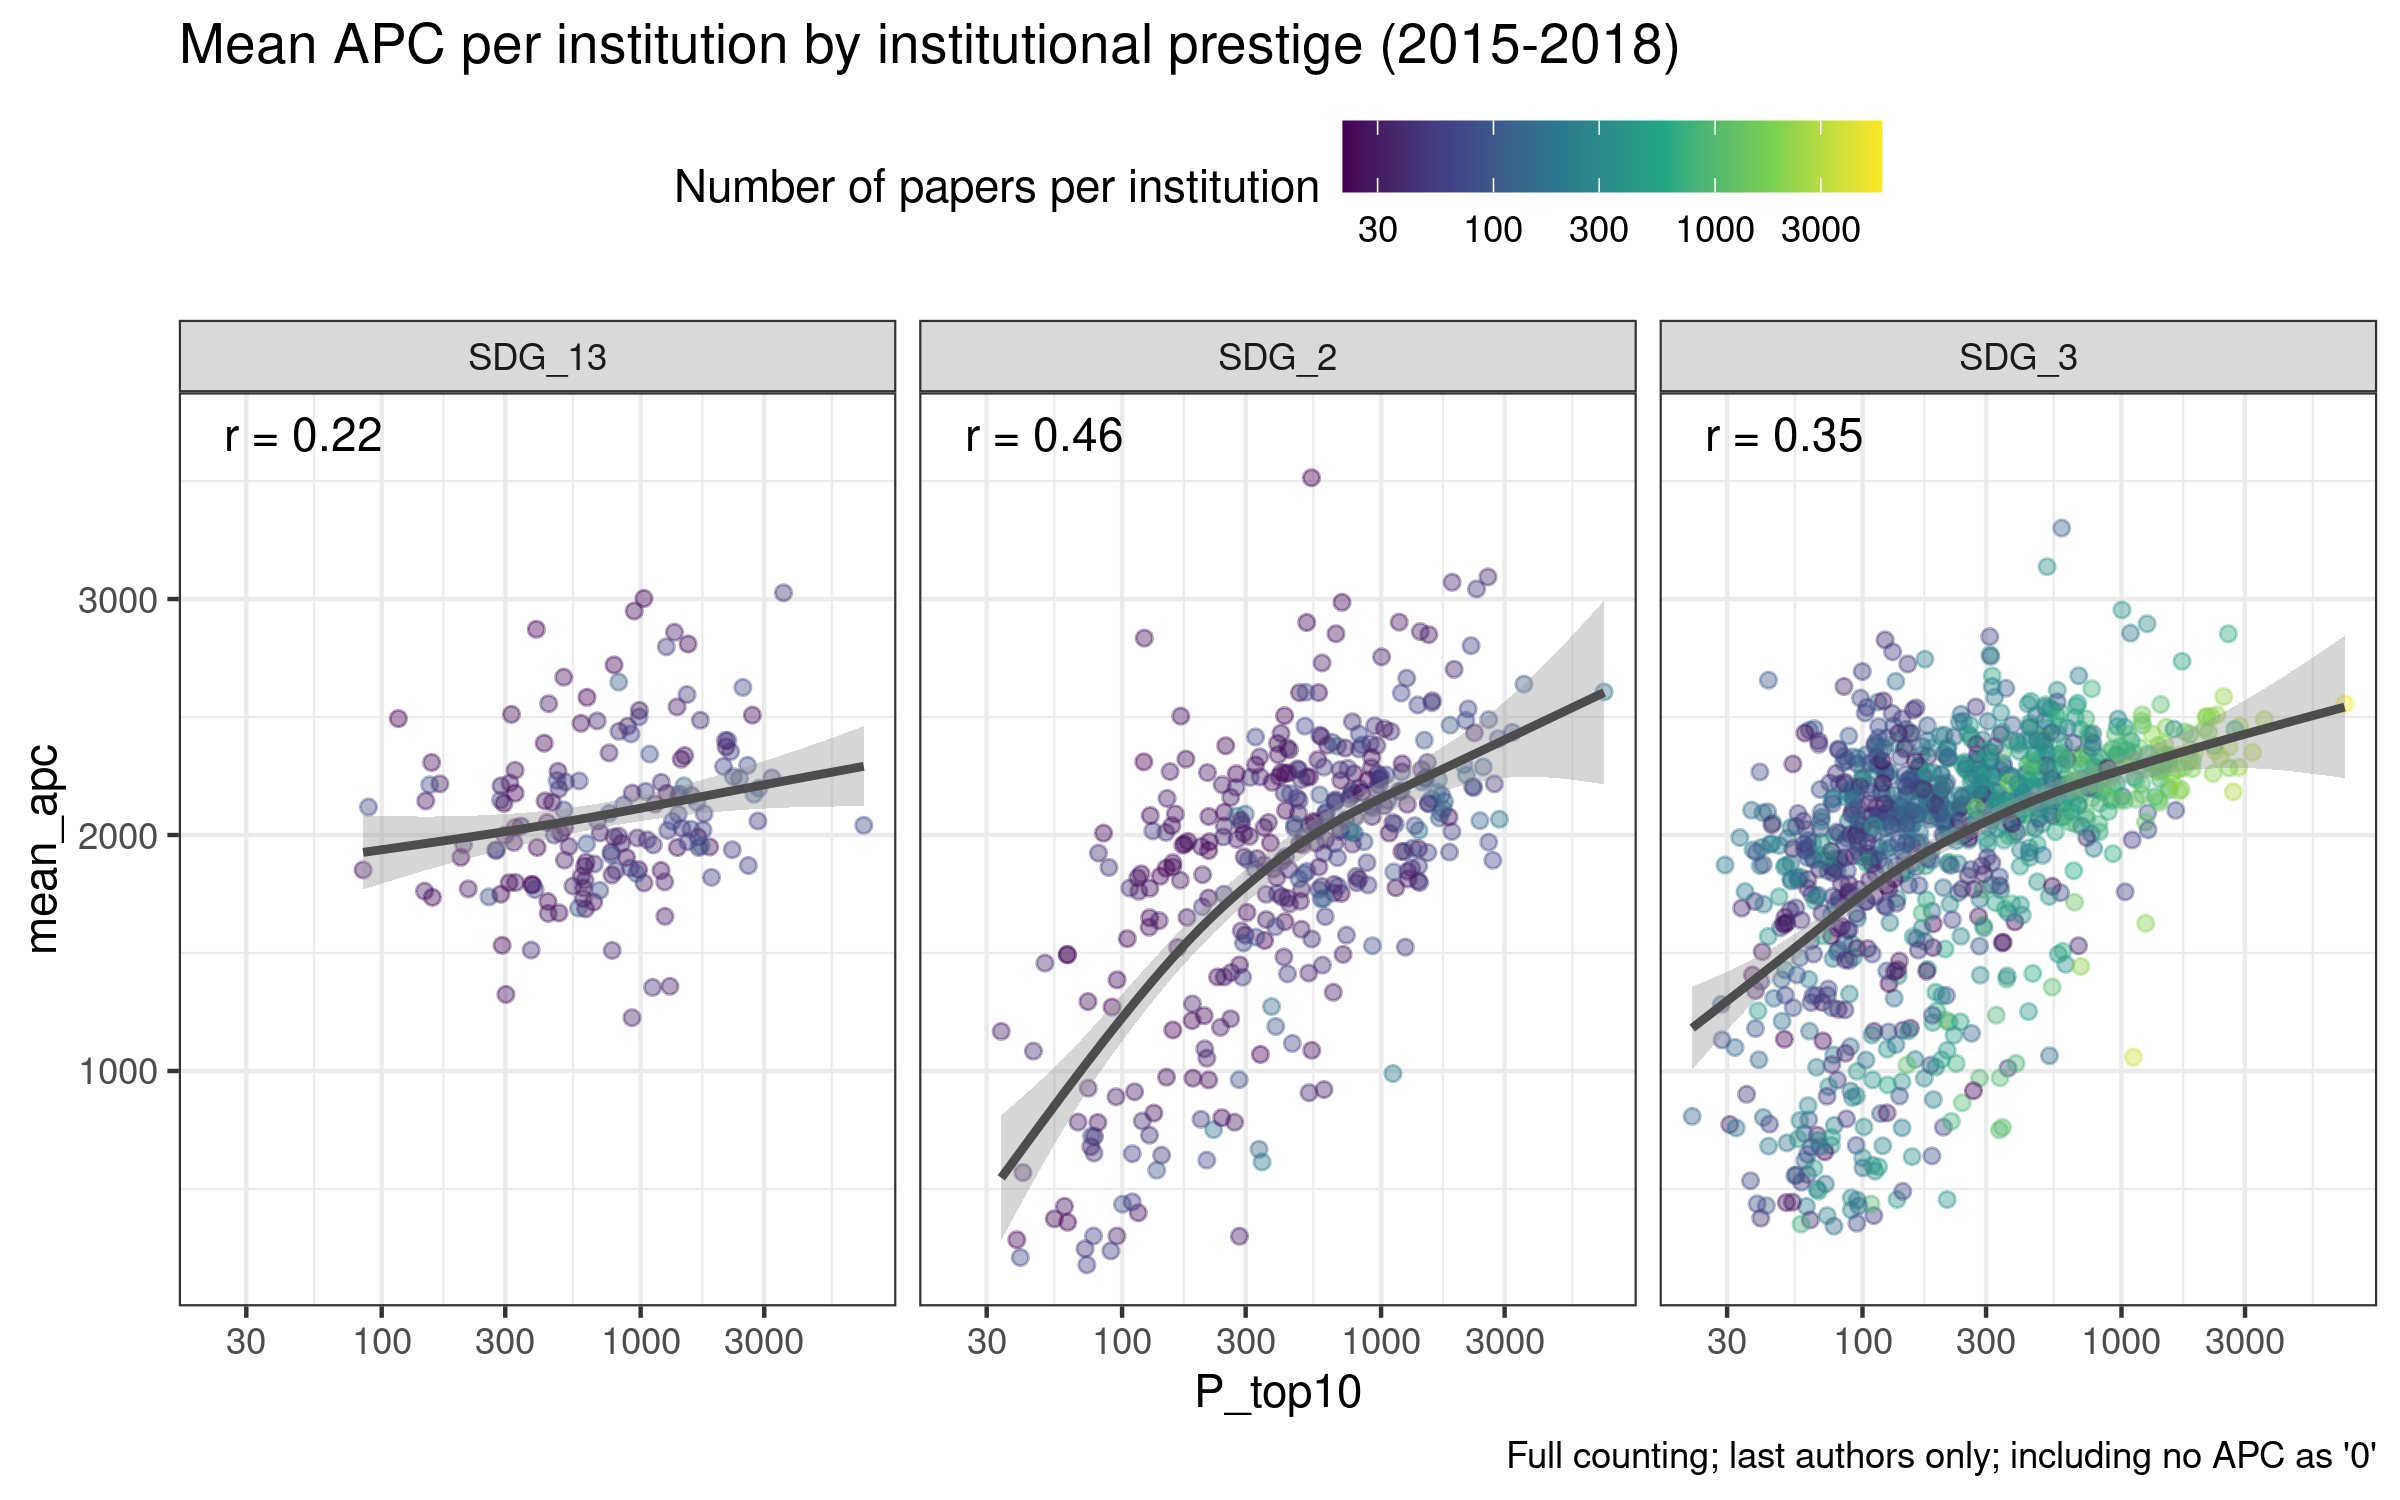 Mean APC per institution by institutional prestige (2015-2018)
Number of papers per institution
30 100 300 1000 3000
SDG_13 SDG_2 SDG_3
r = 0.22 r = 0.46 r = 0.35
mean_apc
3000
2000
1000
30 100 300 1000 3000 30 100 300 1000 3000 30 100 300 1000 3000
P_top10
Full counting; last authors only; including no APC as '0'